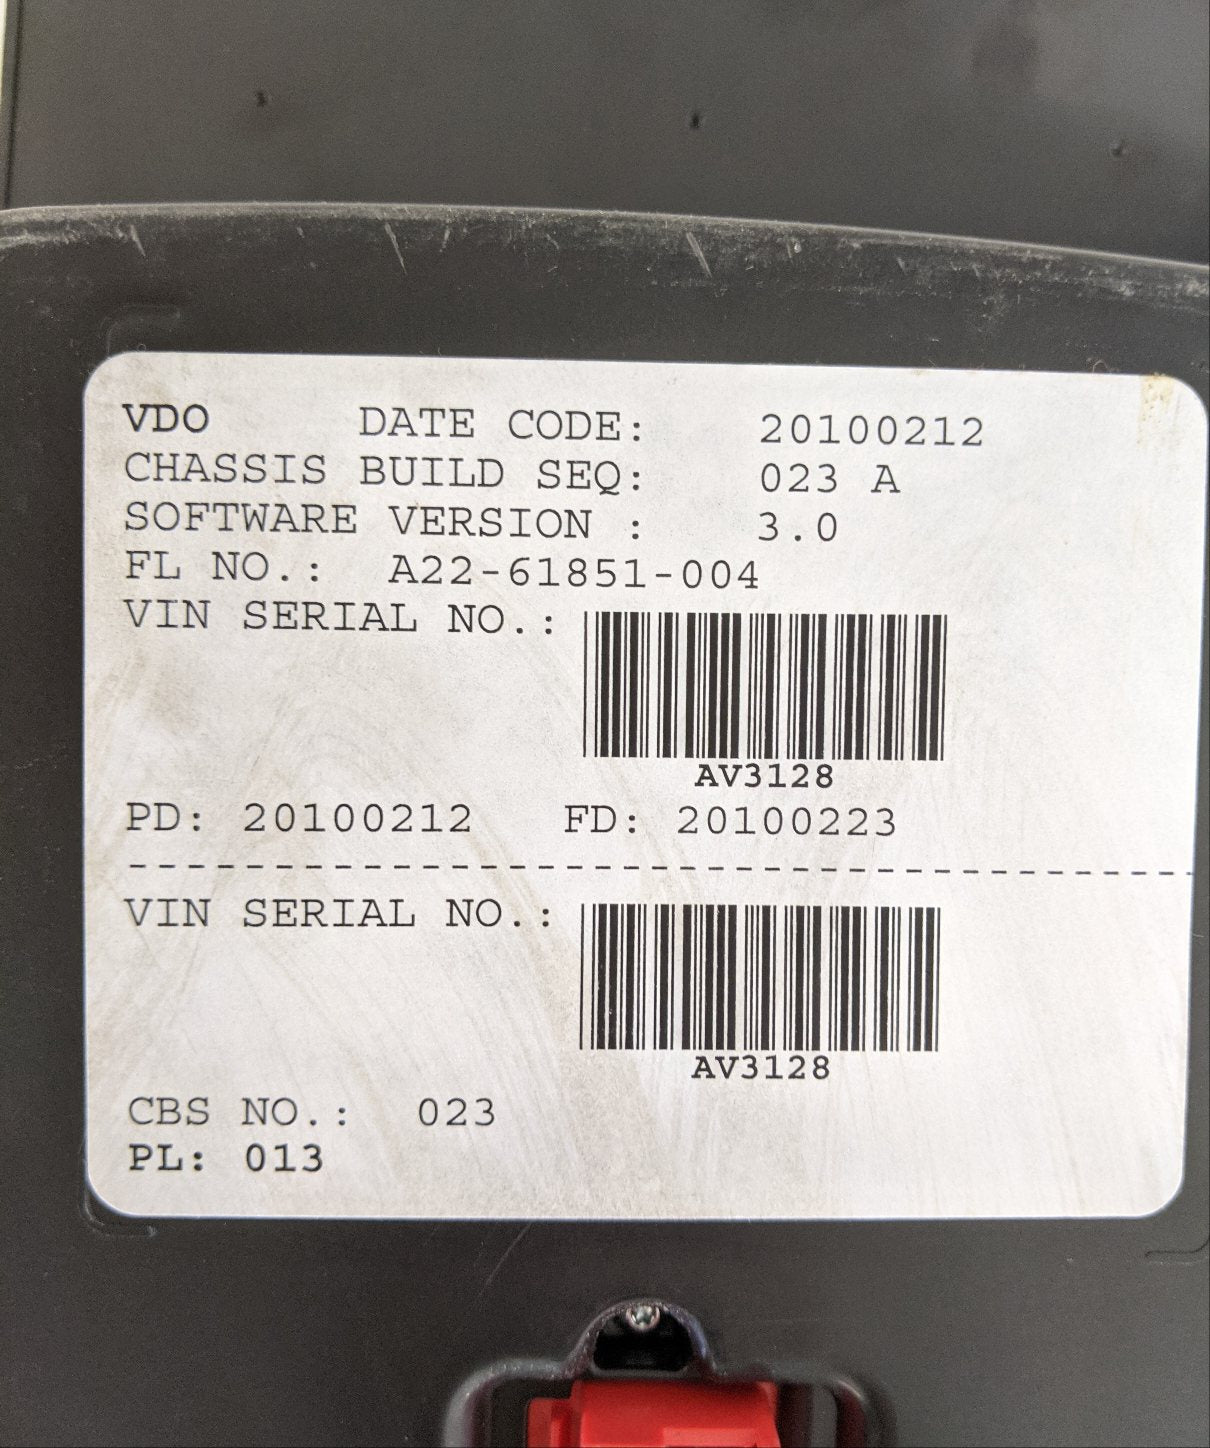 VDO DATE CODE: 20100212
CHASSIS BUILD SEQ: 023 A
SOFTWARE VERSION : 3.0
FL NO.: A22-61851-004
VIN SERIAL NO.:
AV3128
PD: 20100212 FD: 20100223
VIN SERIAL NO.:
AV3128
CBS NO.: 023
PL: 013